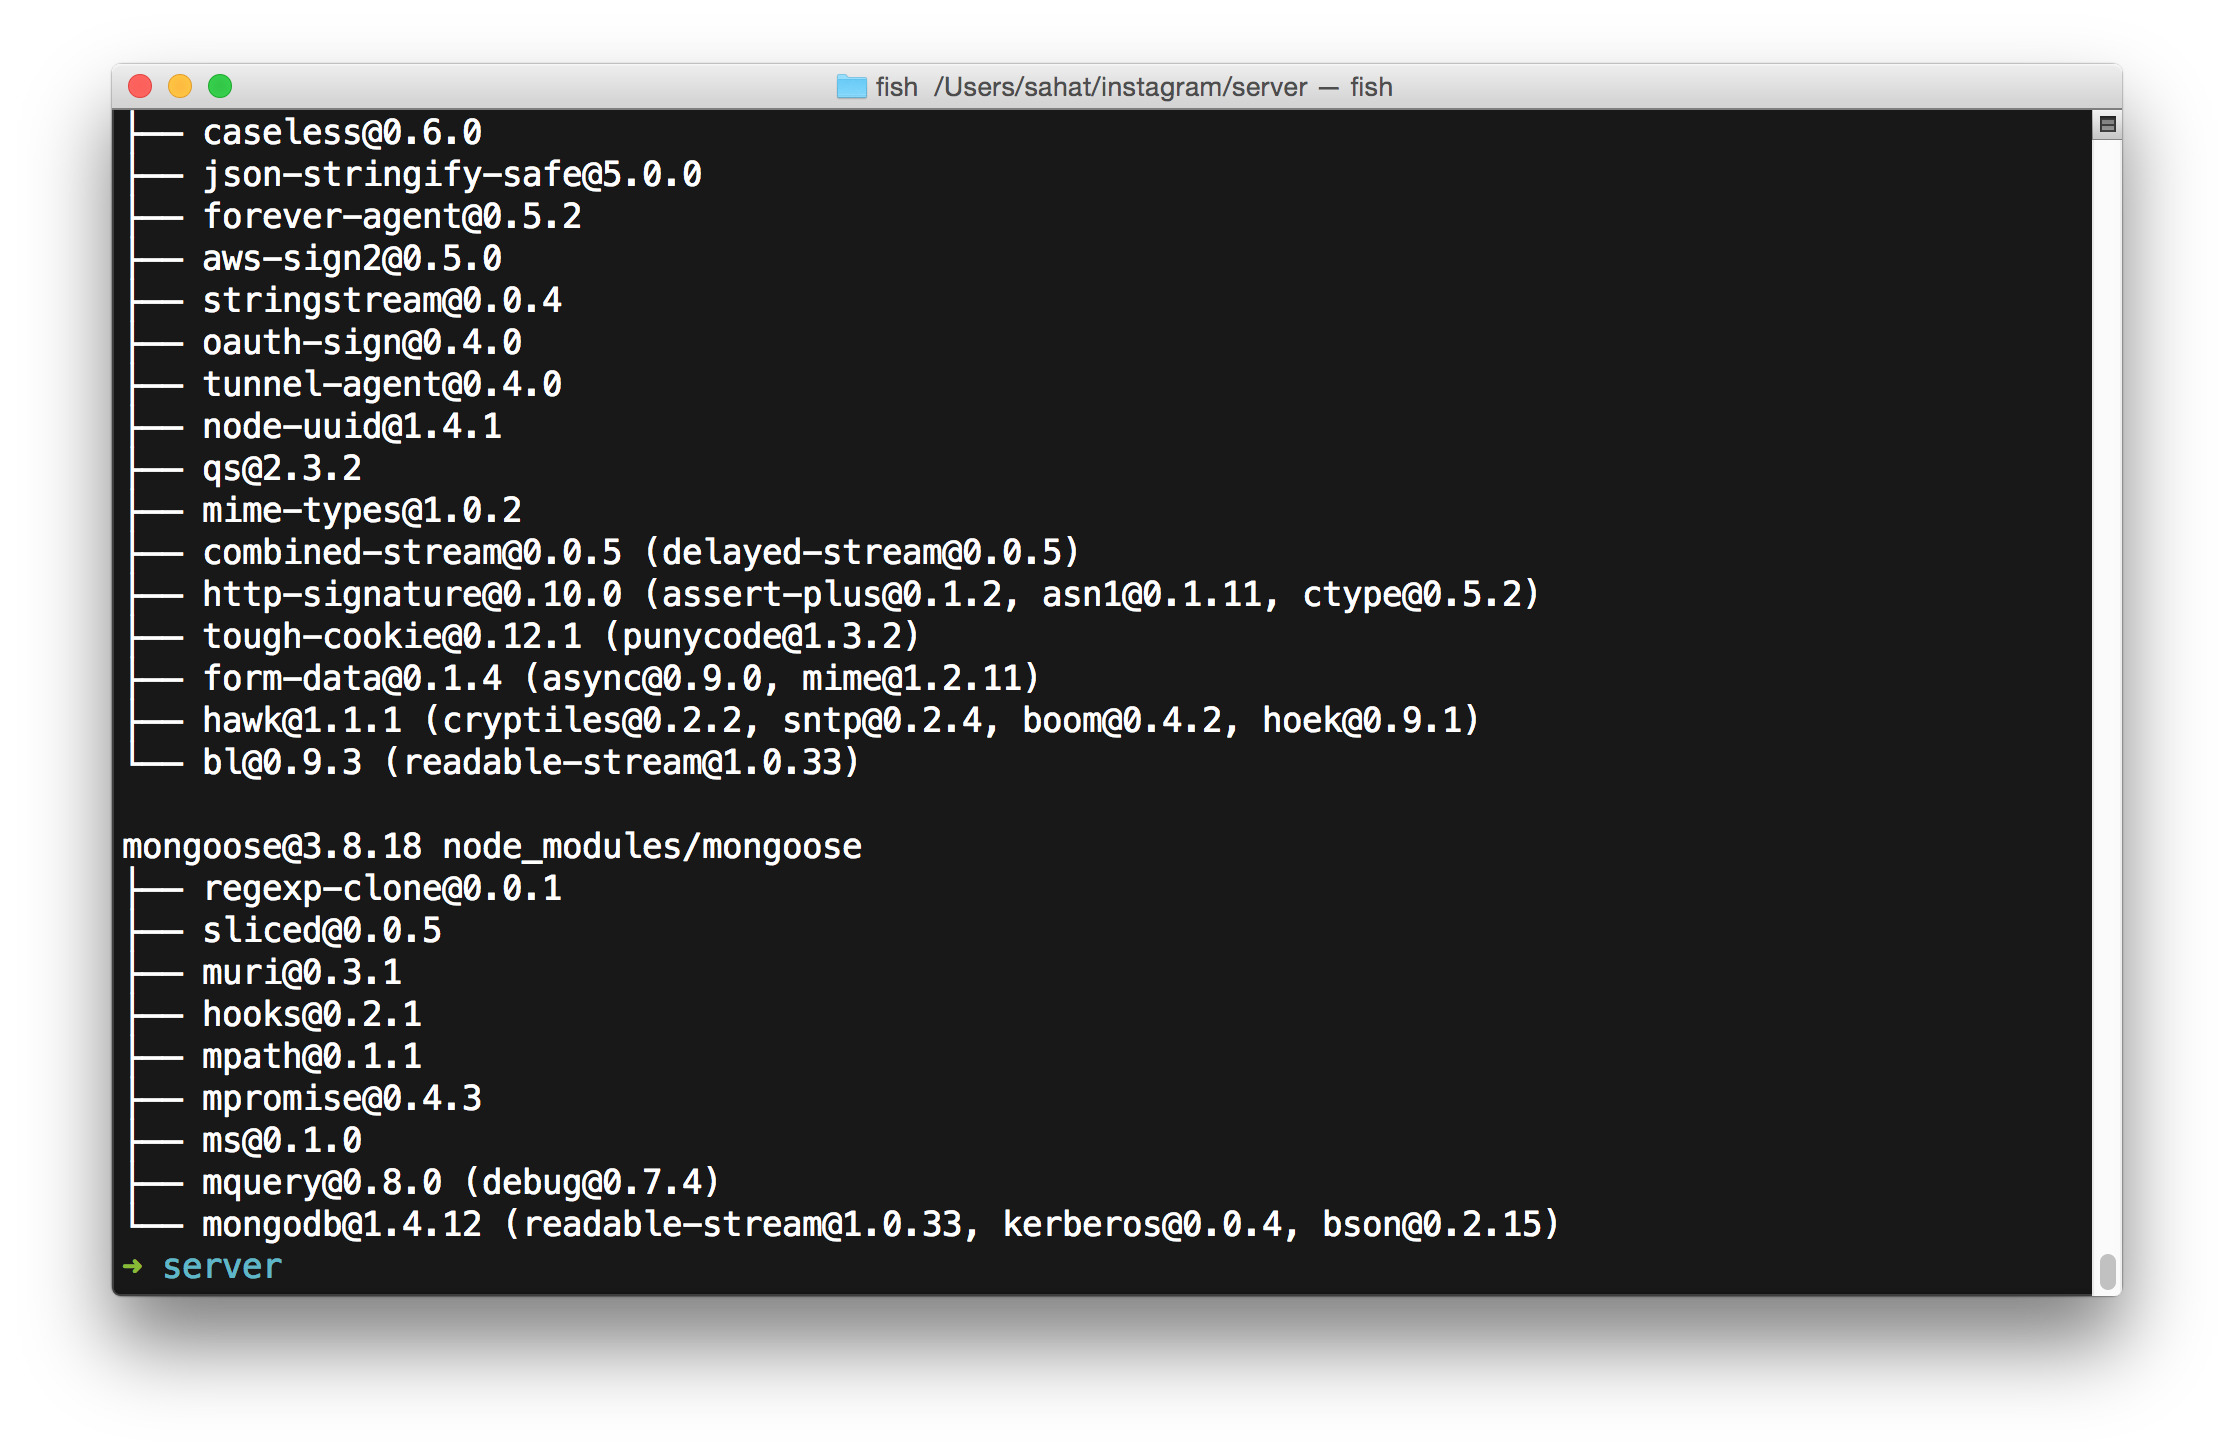 fish /Users/sahat/instagram/server — fish
├── caseless@0.6.0
├── json-stringify-safe@5.0.0
├── forever-agent@0.5.2
├── aws-sign2@0.5.0
├── stringstream@0.0.4
├── oauth-sign@0.4.0
├── tunnel-agent@0.4.0
├── node-uuid@1.4.1
├── qs@2.3.2
├── mime-types@1.0.2
├── combined-stream@0.0.5 (delayed-stream@0.0.5)
├── http-signature@0.10.0 (assert-plus@0.1.2, asn1@0.1.11, ctype@0.5.2)
├── tough-cookie@0.12.1 (punycode@1.3.2)
├── form-data@0.1.4 (async@0.9.0, mime@1.2.11)
├── hawk@1.1.1 (cryptiles@0.2.2, sntp@0.2.4, boom@0.4.2, hoek@0.9.1)
└── bl@0.9.3 (readable-stream@1.0.33)
mongoose@3.8.18 node_modules/mongoose
├── regexp-clone@0.0.1
├── sliced@0.0.5
├── muri@0.3.1
├── hooks@0.2.1
├── mpath@0.1.1
├── mpromise@0.4.3
├── ms@0.1.0
├── mquery@0.8.0 (debug@0.7.4)
└── mongodb@1.4.12 (readable-stream@1.0.33, kerberos@0.0.4, bson@0.2.15)
➜ server